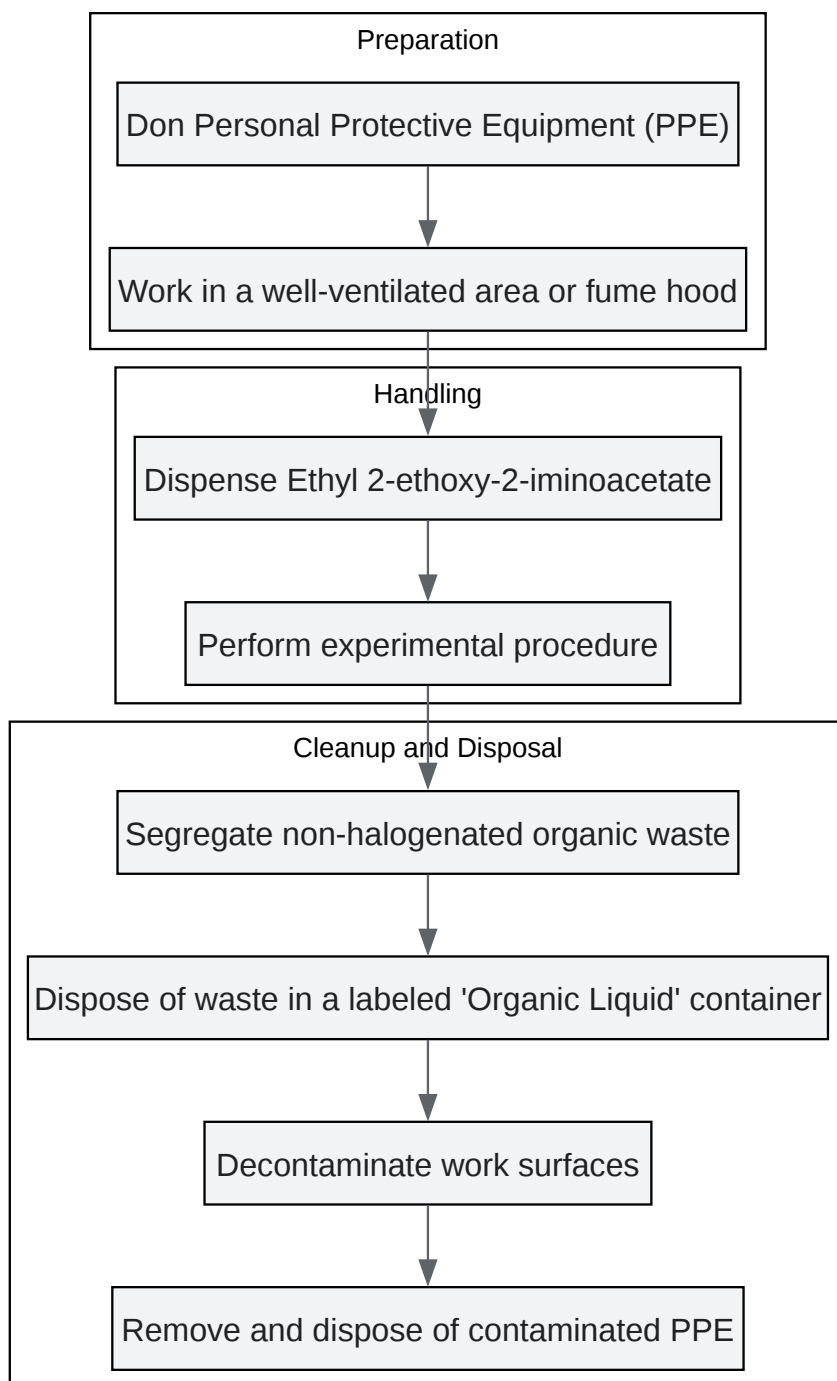 Preparation
Don Personal Protective Equipment (PPE)
Work in a well-ventilated area or fume hood
Handling
Dispense Ethyl 2-ethoxy-2-iminoacetate
Perform experimental procedure
Cleanup and Disposal
Segregate non-halogenated organic waste
Dispose of waste in a labeled 'Organic Liquid' container
Decontaminate work surfaces
Remove and dispose of contaminated PPE